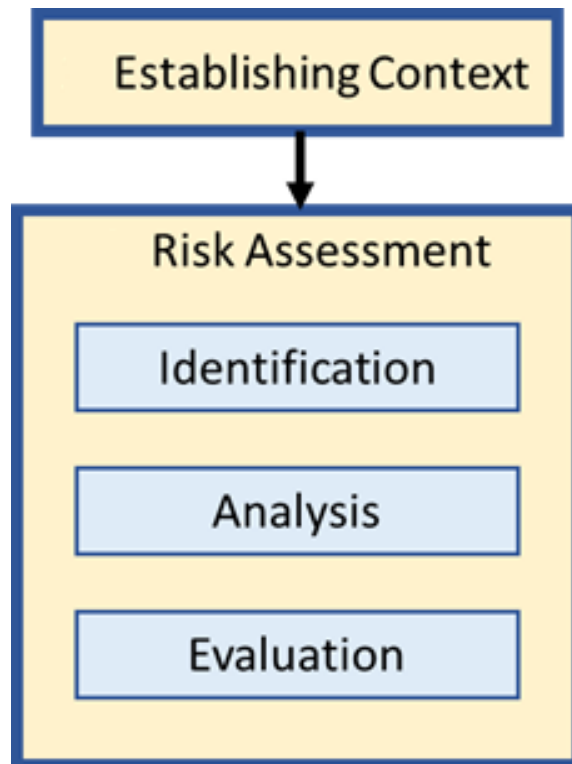 Establishing Context
Risk Assessment
Identification
Analysis
Evaluation